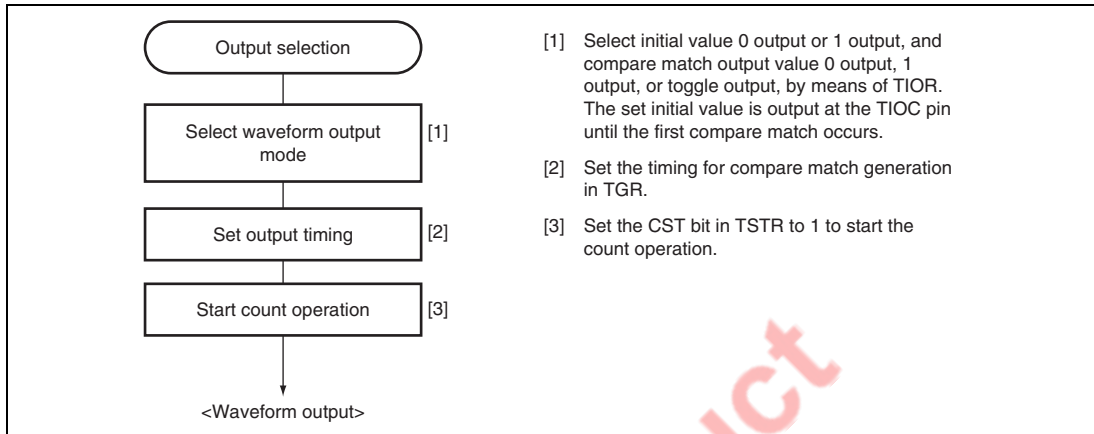 Output selection
Select waveform output
mode
[1]
Set output timing
[2]
Start count operation
[3]
<Waveform output>
[1] Select initial value 0 output or 1 output, and
compare match output value 0 output, 1
output, or toggle output, by means of TIOR.
The set initial value is output at the TIOC pin
until the first compare match occurs.
[2] Set the timing for compare match generation
in TGR.
[3] Set the CST bit in TSTR to 1 to start the
count operation.